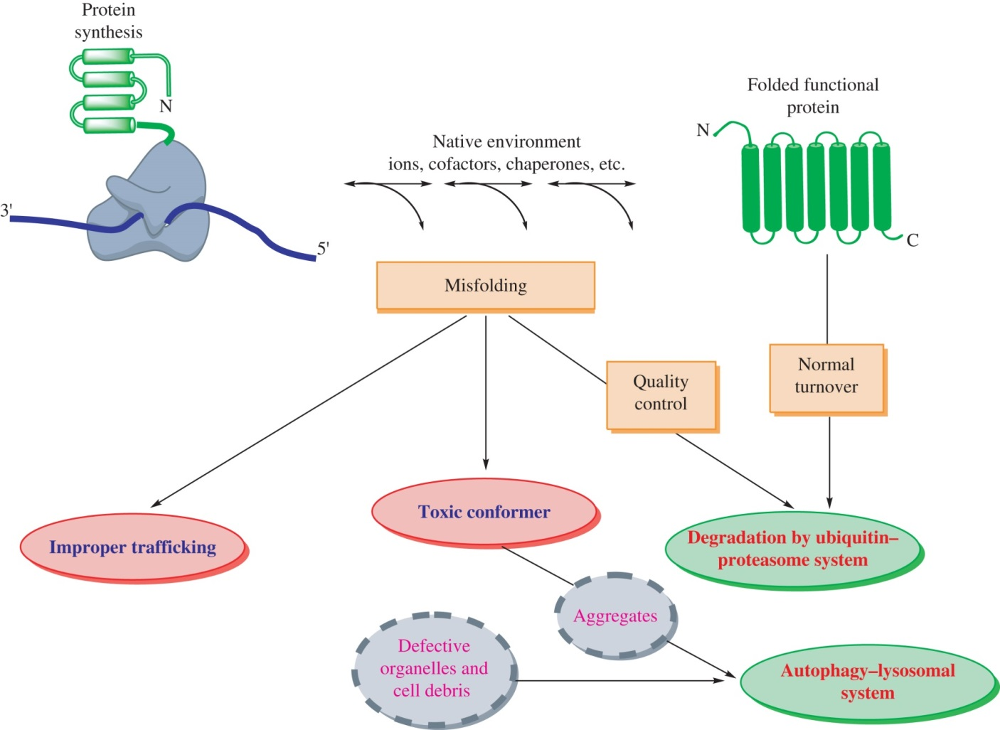 Protein
synthesis
N
3'
5'
Native environment
ions, cofactors, chaperones, etc.
Folded functional
protein
N
C
Misfolding
Quality
control
Normal
turnover
Improper trafficking
Toxic conformer
Degradation by ubiquitin–
proteasome system
Aggregates
Defective
organelles and
cell debris
Autophagy–lysosomal
system